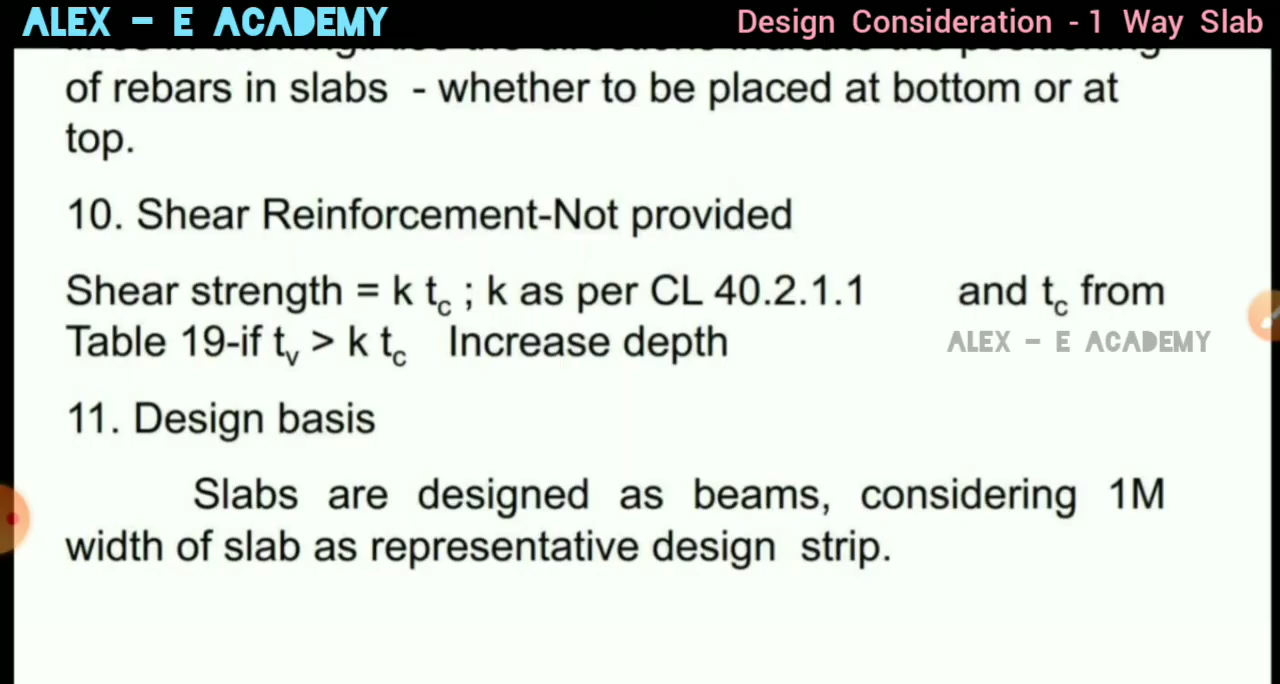 ALEX - E ACADEMY
Design Consideration - 1 Way Slab
of rebars in slabs - whether to be placed at bottom or at
top.
10. Shear Reinforcement-Not provided
Shear strength = k tc ; k as per CL 40.2.1.1 and tc from
Table 19-if tv > k tc Increase depth
ALEX - E ACADEMY
11. Design basis
Slabs are designed as beams, considering 1M
width of slab as representative design strip.